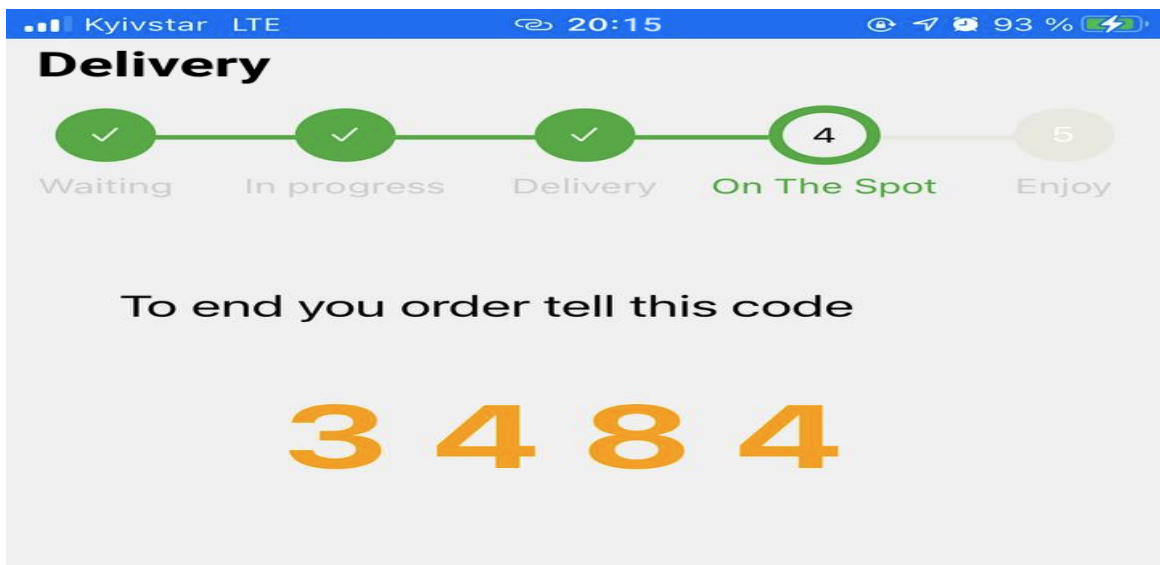 Kyivstar LTE 20:15 93 %
Delivery
4 5
Waiting In progress Delivery On The Spot Enjoy
To end you order tell this code
3 4 8 4